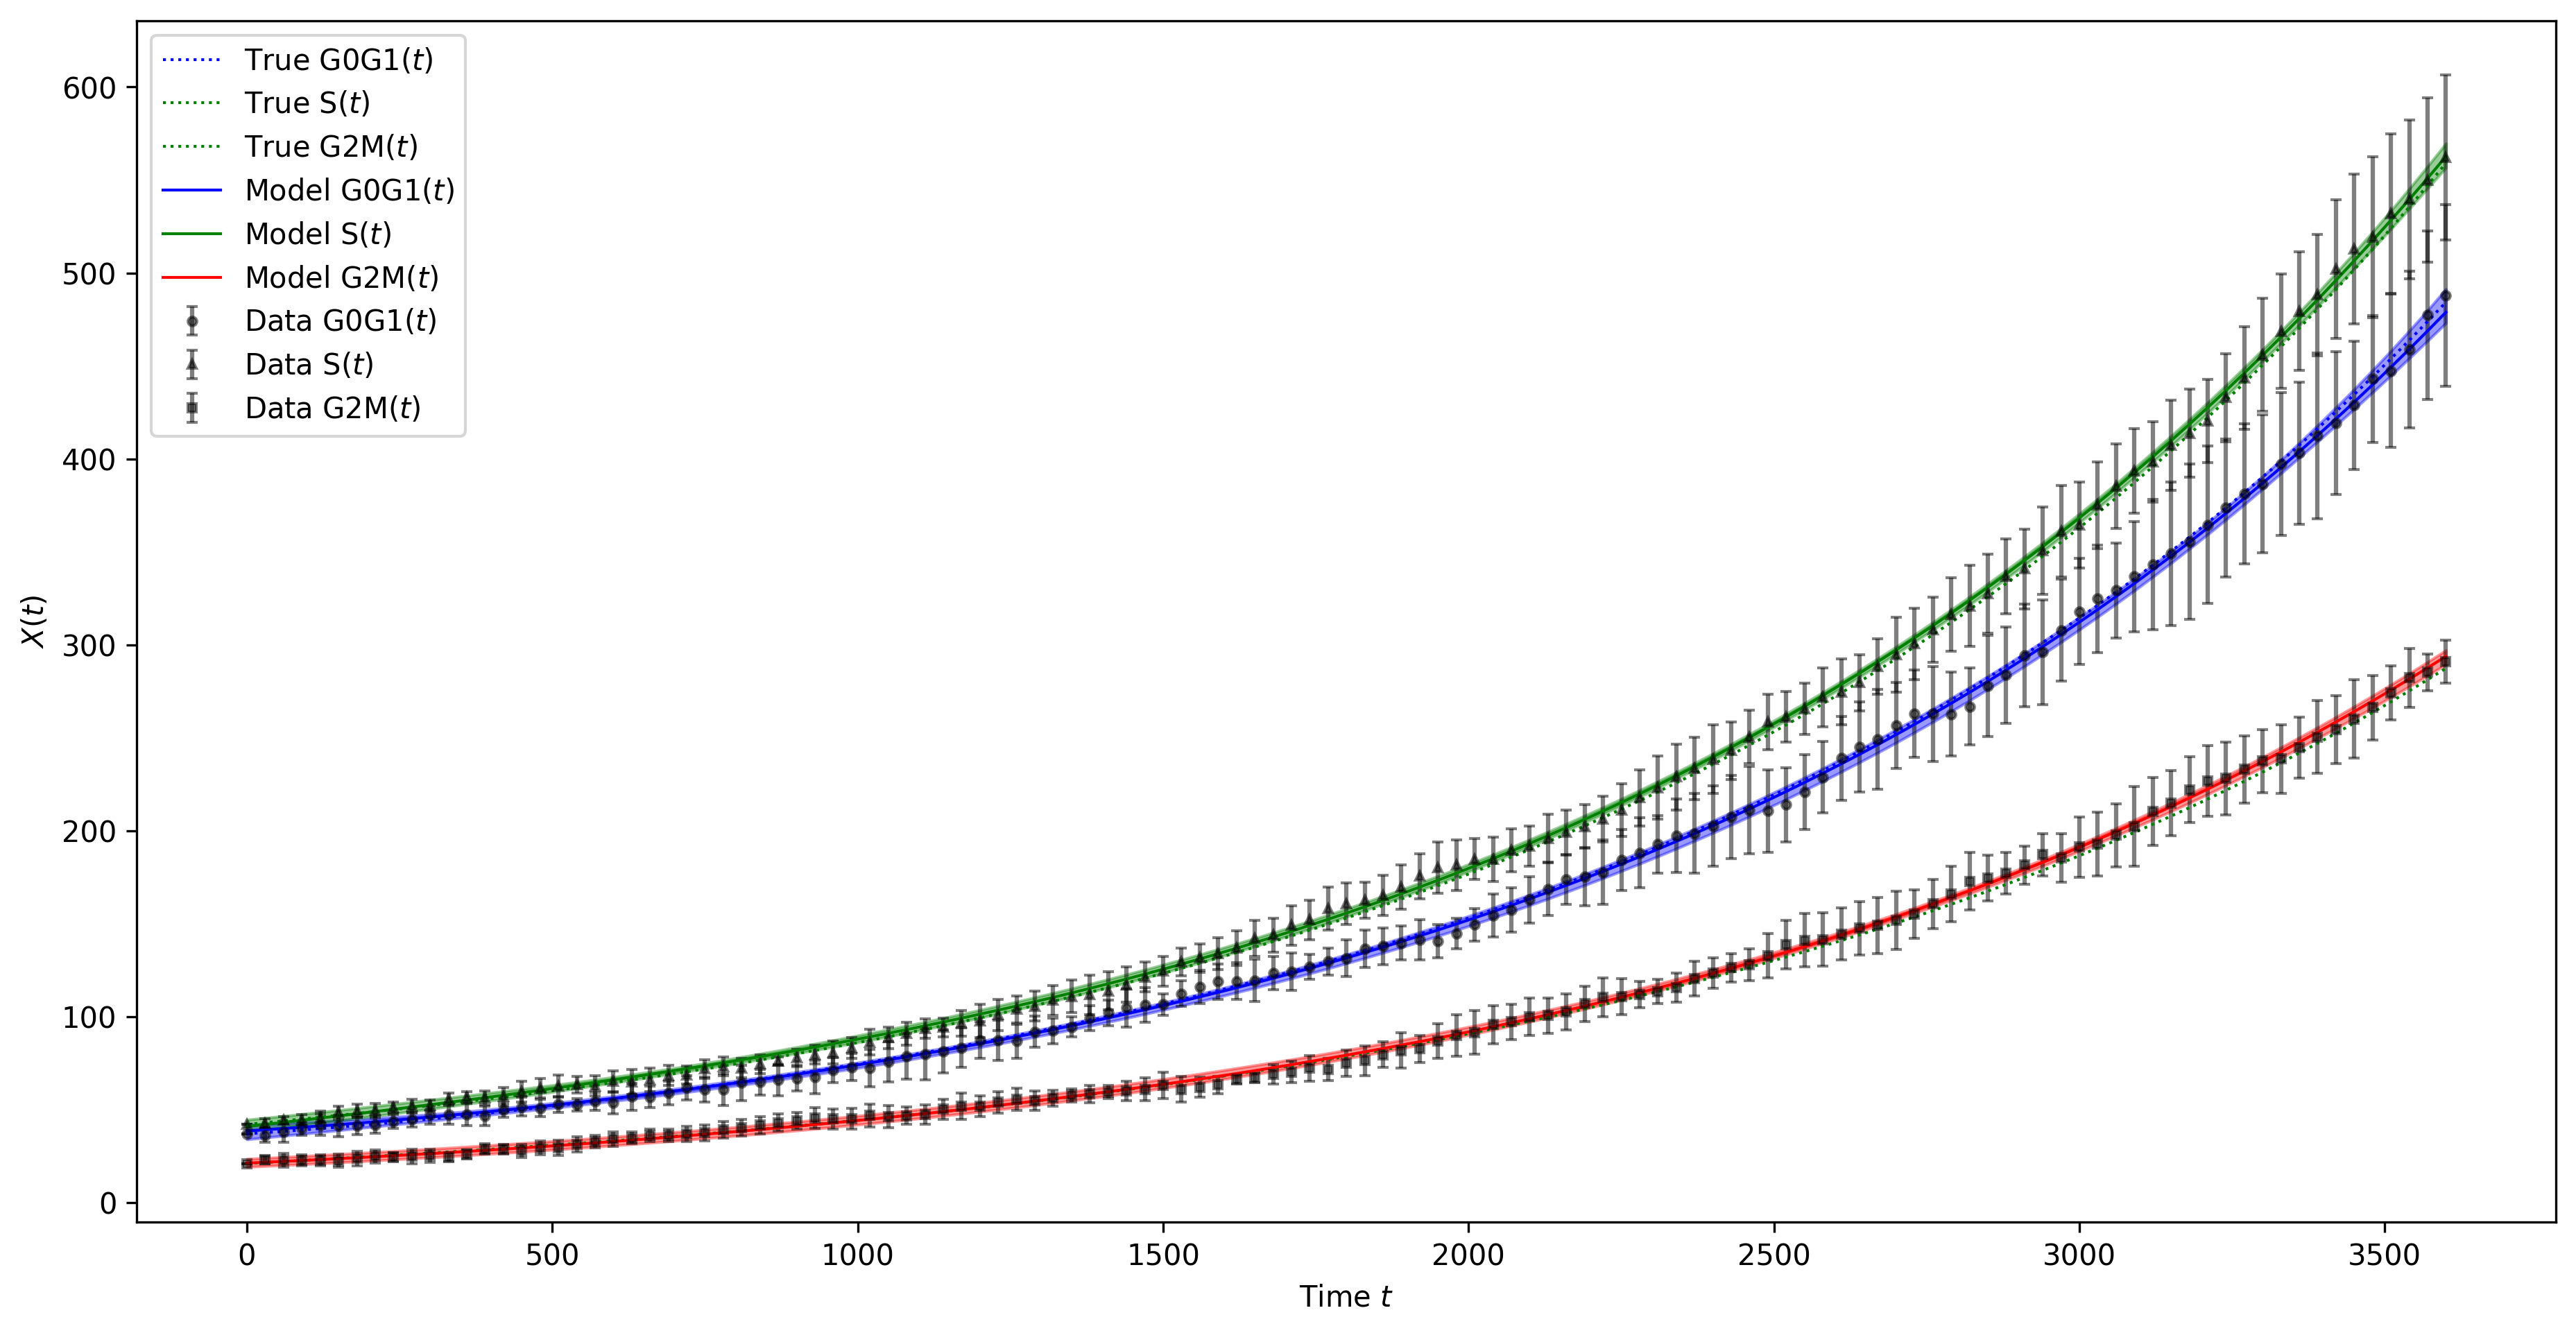 True G0G1(t)
True S(t)
True G2M(t)
Model G0G1(t)
Model S(t)
Model G2M(t)
Data G0G1(t)
Data S(t)
Data G2M(t)
600
500
400
300
200
100
0
X(t)
0 500 1000 1500 2000 2500 3000 3500
Time t